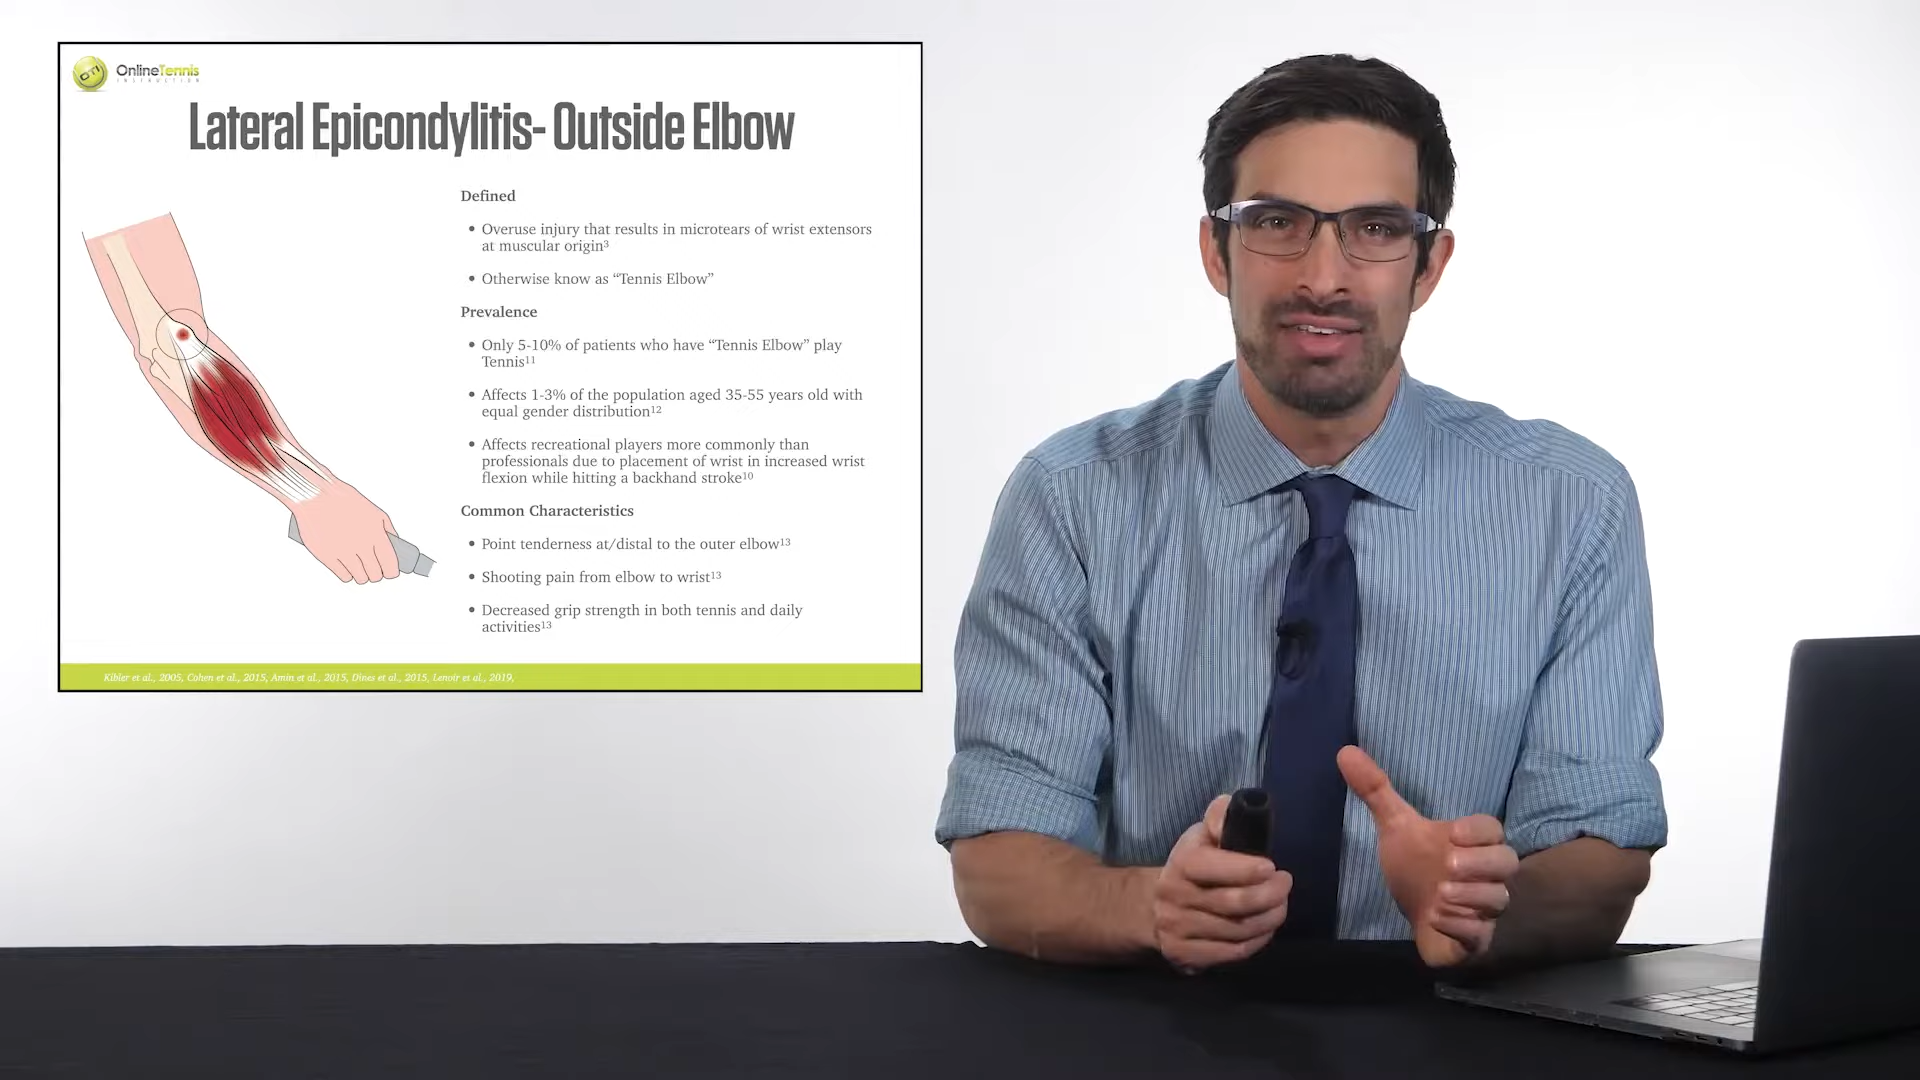 OTI
OnlineTennis
INSTRUCTION
Lateral Epicondylitis- Outside Elbow
Defined
• Overuse injury that results in microtears of wrist extensors
at muscular origin³
• Otherwise know as “Tennis Elbow”
Prevalence
• Only 5-10% of patients who have “Tennis Elbow” play
Tennis¹¹
• Affects 1-3% of the population aged 35-55 years old with
equal gender distribution¹²
• Affects recreational players more commonly than
professionals due to placement of wrist in increased wrist
flexion while hitting a backhand stroke¹⁰
Common Characteristics
• Point tenderness at/distal to the outer elbow¹³
• Shooting pain from elbow to wrist¹³
• Decreased grip strength in both tennis and daily
activities¹³
Kibler et al., 2005, Cohen et al., 2015, Amin et al., 2015, Dines et al., 2015, Lenoir et al., 2019,